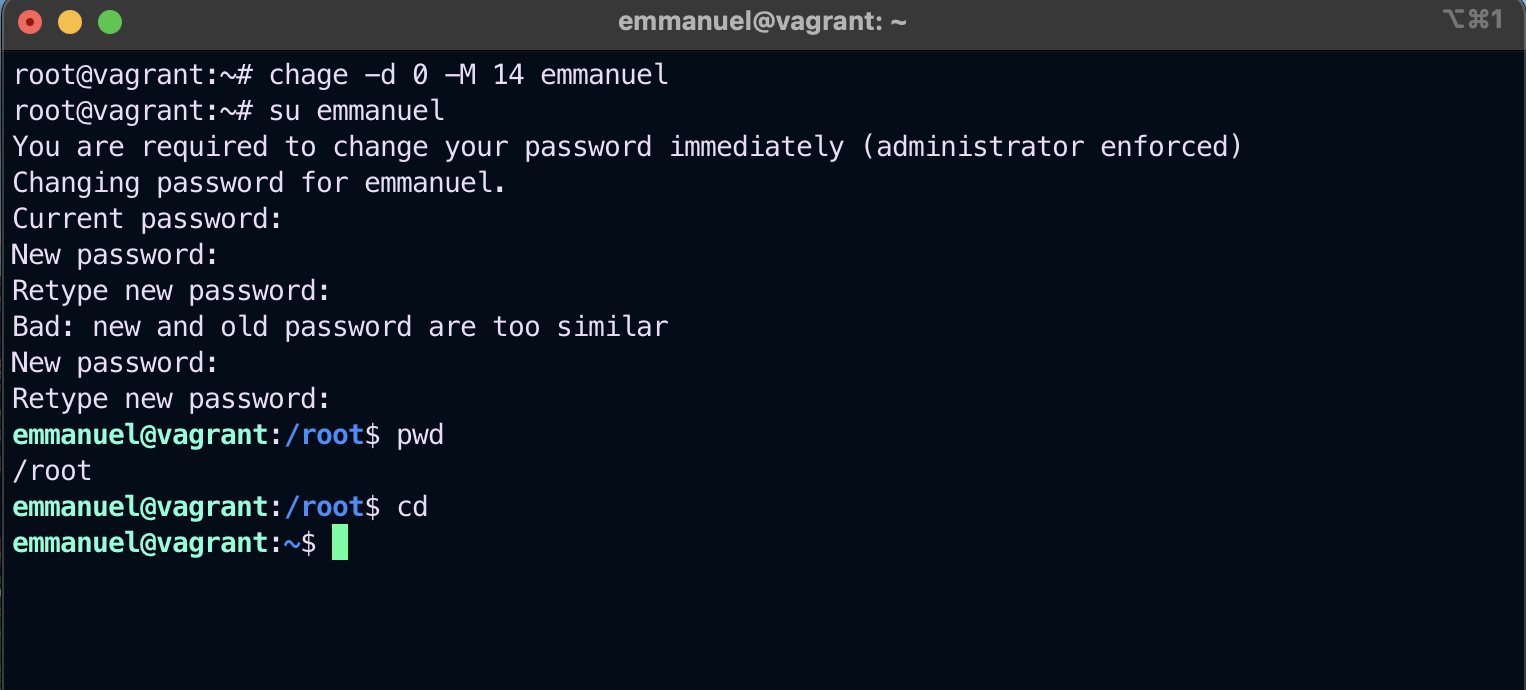 emmanuel@vagrant: ~
⌥⌘1
root@vagrant:~# chage -d 0 -M 14 emmanuel
root@vagrant:~# su emmanuel
You are required to change your password immediately (administrator enforced)
Changing password for emmanuel.
Current password:
New password:
Retype new password:
Bad: new and old password are too similar
New password:
Retype new password:
emmanuel@vagrant:/root$ pwd
/root
emmanuel@vagrant:/root$ cd
emmanuel@vagrant:~$